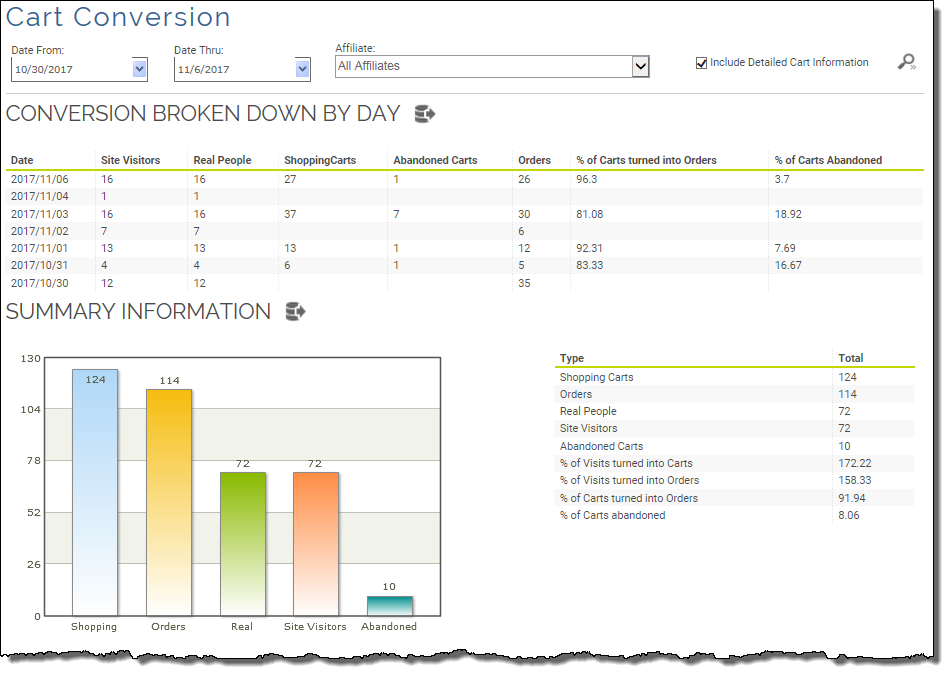 Cart Conversion
Date From: Date Thru: Affiliate:
10/30/2017 11/6/2017 All Affiliates Include Detailed Cart Information
CONVERSION BROKEN DOWN BY DAY
Date Site Visitors Real People ShoppingCarts Abandoned Carts Orders % of Carts turned into Orders % of Carts Abandoned
2017/11/06 16 16 27 1 26 96.3 3.7
2017/11/04 1 1
2017/11/03 16 16 37 7 30 81.08 18.92
2017/11/02 7 7 6
2017/11/01 13 13 13 1 12 92.31 7.69
2017/10/31 4 4 6 1 5 83.33 16.67
2017/10/30 12 12 35
SUMMARY INFORMATION
130
104
78
52
26
0
124
114
72
72
10
Shopping Orders Real Site Visitors Abandoned
Type Total
Shopping Carts 124
Orders 114
Real People 72
Site Visitors 72
Abandoned Carts 10
% of Visits turned into Carts 172.22
% of Visits turned into Orders 158.33
% of Carts turned into Orders 91.94
% of Carts abandoned 8.06